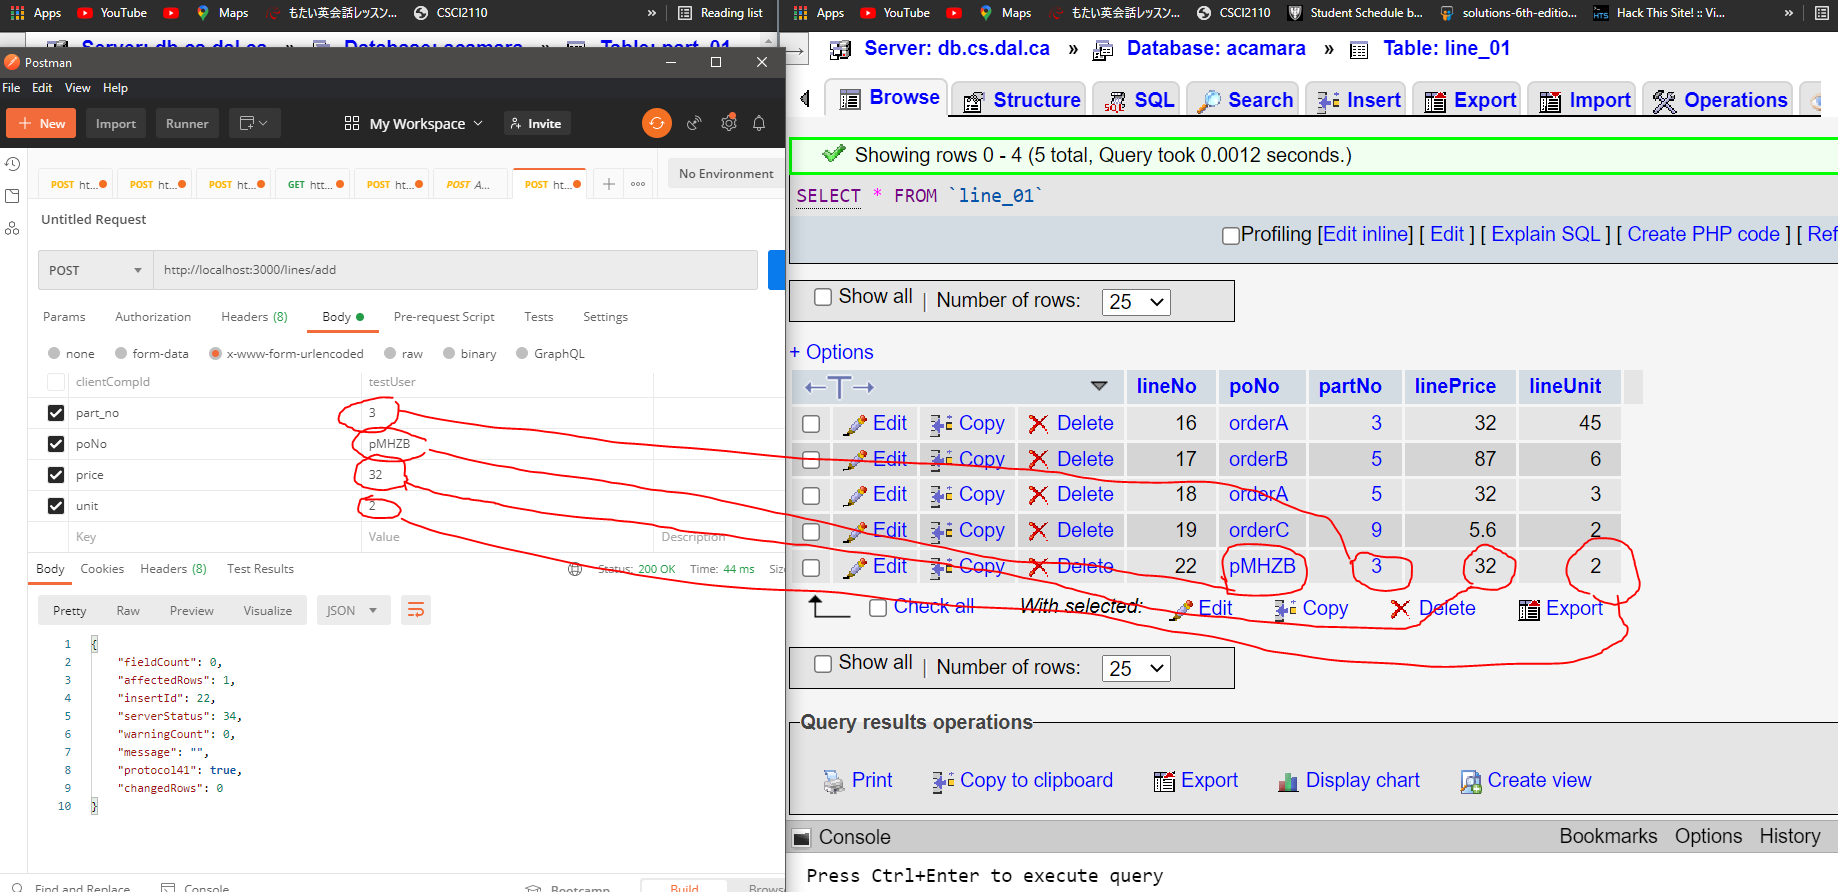 Apps YouTube Maps もたい英会話レッスン... CSCI2110 » Reading list
Server: db.cs.dal.ca » Database: acamara » Table: part_01
Postman
File Edit View Help
New Import Runner My Workspace Invite
POST ht... POST ht... POST ht... GET htt... POST ht... POST A... POST ht... No Environment
Untitled Request
POST http://localhost:3000/lines/add
Params Authorization Headers (8) Body Pre-request Script Tests Settings
none form-data x-www-form-urlencoded raw binary GraphQL
clientCompId testUser
part_no 3
poNo pMHZB
price 32
unit 2
Key Value Description
Body Cookies Headers (8) Test Results Status: 200 OK Time: 44 ms Siz
Pretty Raw Preview Visualize JSON
1 {
2 "fieldCount": 0,
3 "affectedRows": 1,
4 "insertId": 22,
5 "serverStatus": 34,
6 "warningCount": 0,
7 "message": "",
8 "protocol41": true,
9 "changedRows": 0
10 }
Find and Replace Console Bootcamp Build Brows
Apps YouTube Maps もたい英会話レッスン... CSCI2110 Student Schedule b... solutions-6th-editio... Hack This Site! :: Vi... »
Server: db.cs.dal.ca » Database: acamara » Table: line_01
Browse Structure SQL Search Insert Export Import Operations
Showing rows 0 - 4 (5 total, Query took 0.0012 seconds.)
SELECT * FROM `line_01`
Profiling [Edit inline] [ Edit ] [ Explain SQL ] [ Create PHP code ] [ Ref
Show all | Number of rows: 25
+ Options
←T→ lineNo poNo partNo linePrice lineUnit
Edit Copy Delete 16 orderA 3 32 45
Edit Copy Delete 17 orderB 5 87 6
Edit Copy Delete 18 orderA 5 32 3
Edit Copy Delete 19 orderC 9 5.6 2
Edit Copy Delete 22 pMHZB 3 32 2
Check all With selected: Edit Copy Delete Export
Show all | Number of rows: 25
Query results operations
Print Copy to clipboard Export Display chart Create view
Console Bookmarks Options History
Press Ctrl+Enter to execute query